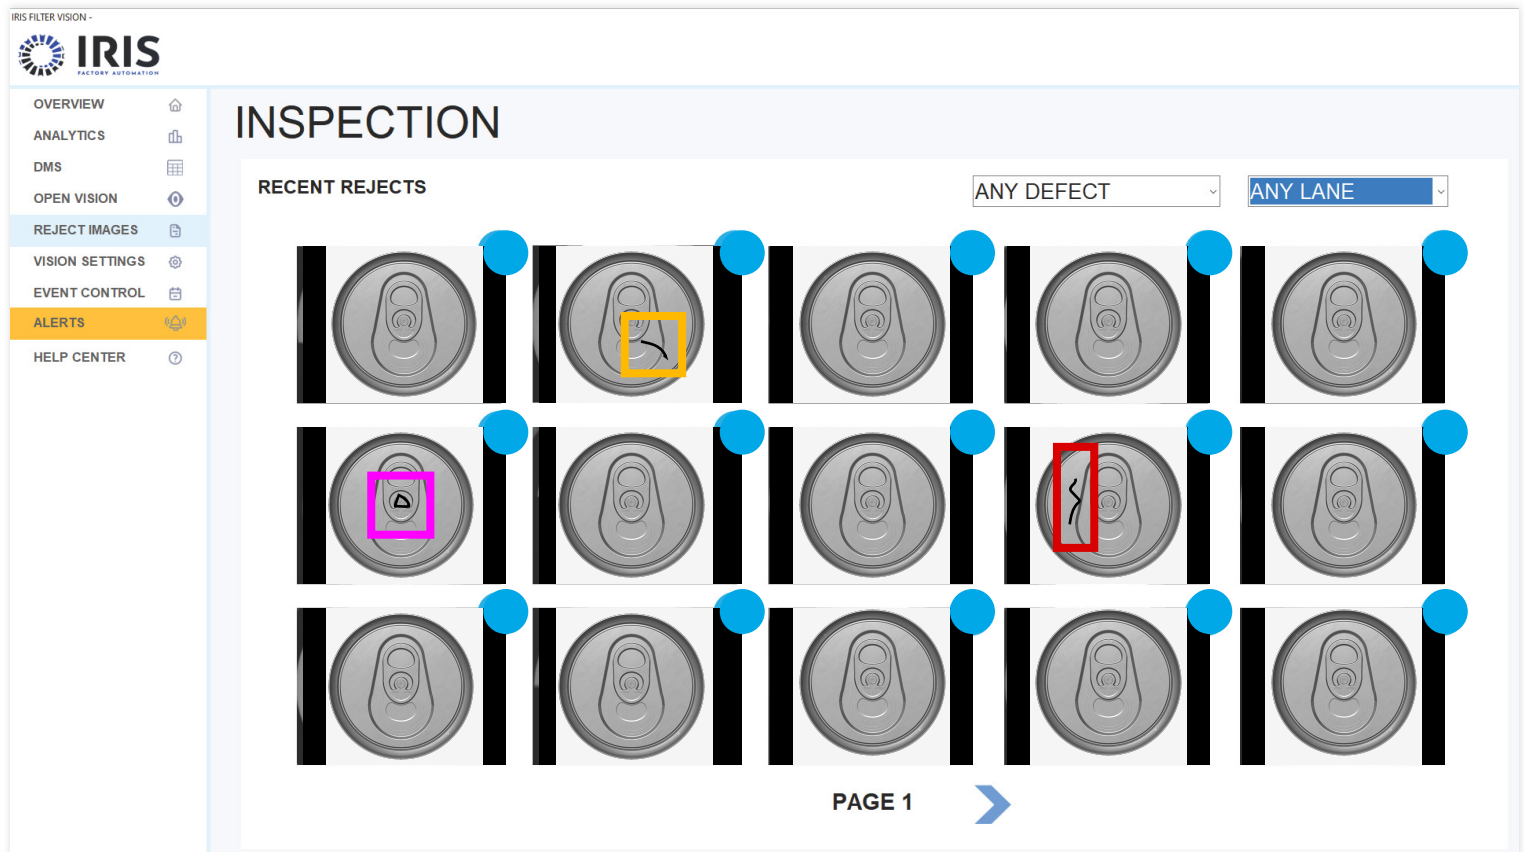 IRIS FILTER VISION -
IRIS
FACTORY AUTOMATION
OVERVIEW
ANALYTICS
DMS
OPEN VISION
REJECT IMAGES
VISION SETTINGS
EVENT CONTROL
ALERTS
HELP CENTER
INSPECTION
RECENT REJECTS
ANY DEFECT
ANY LANE
PAGE 1